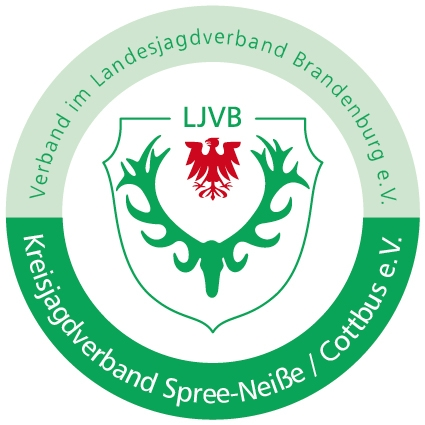 Verband im Landesjagdverband Brandenburg e.V.
LJVB
Kreisjagdverband Spree-Neiße / Cottbus e.V.